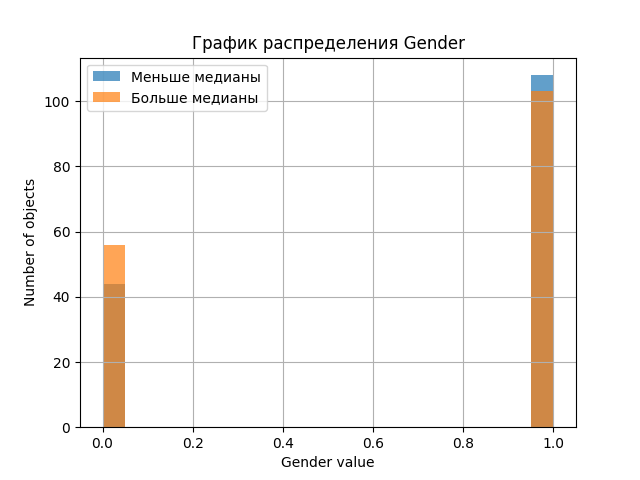 График распределения Gender
Меньше медианы
Больше медианы
100
80
60
40
20
0
Number of objects
0.0 0.2 0.4 0.6 0.8 1.0
Gender value